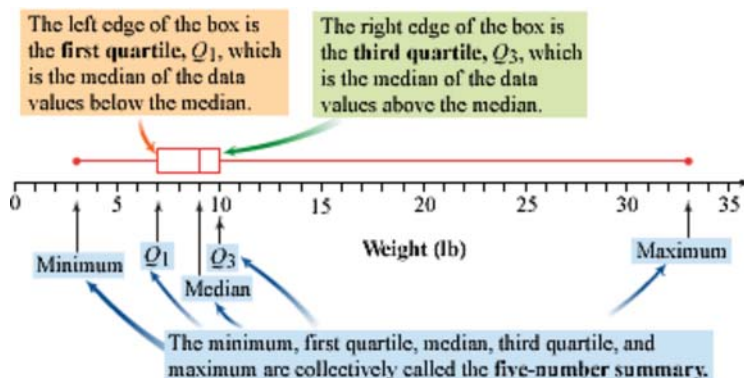 The left edge of the box is
the first quartile, Q1, which
is the median of the data
values below the median.
The right edge of the box is
the third quartile, Q3, which
is the median of the data
values above the median.
0 5 10 15 20 25 30 35
Weight (lb)
Minimum
Q1
Median
Q3
Maximum
The minimum, first quartile, median, third quartile, and
maximum are collectively called the five-number summary.